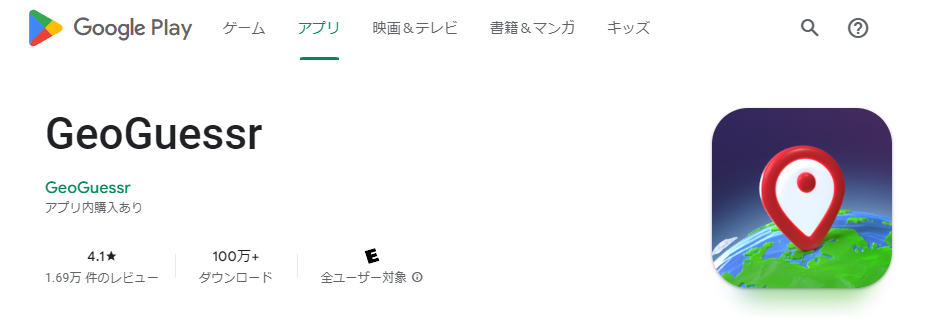 Google Play ゲーム アプリ 映画＆テレビ 書籍＆マンガ キッズ
GeoGuessr
GeoGuessr
アプリ内購入あり
4.1★ 100万+ E
1.69万 件のレビュー ダウンロード 全ユーザー対象